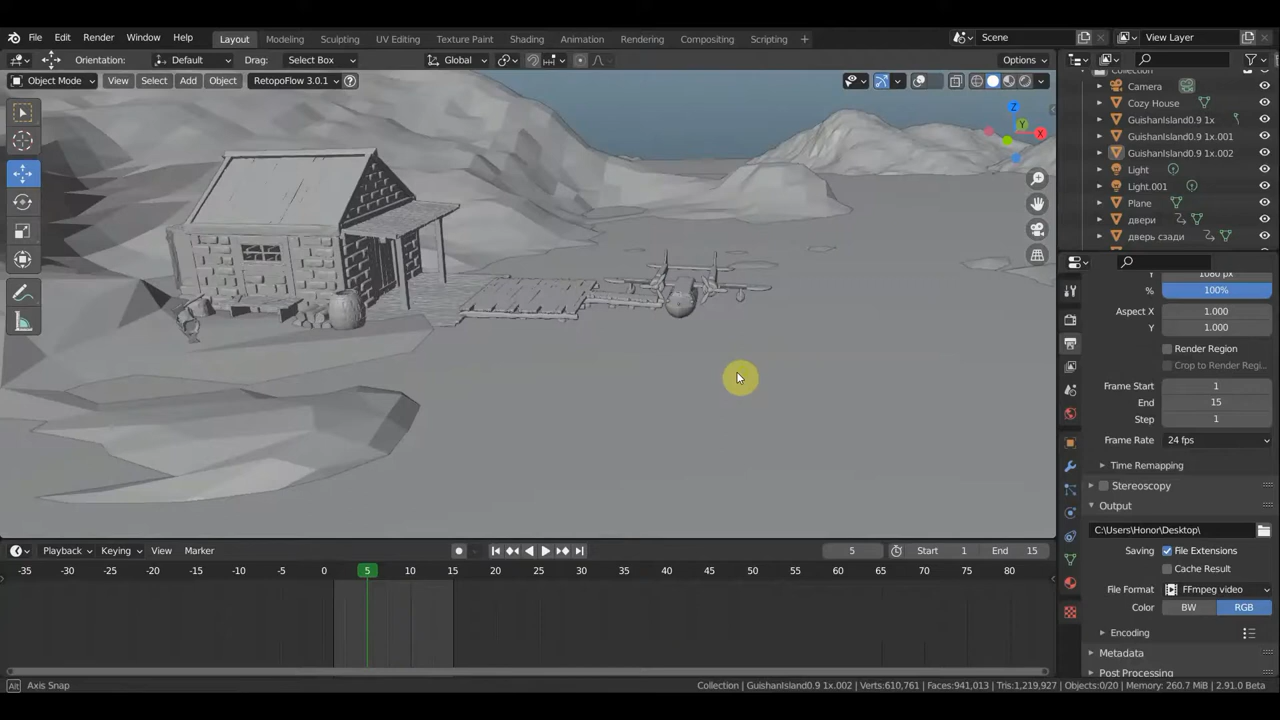 File Edit Render Window Help Layout Modeling Sculpting UV Editing Texture Paint Shading Animation Rendering Compositing Scripting + Scene View Layer
Orientation: Default Drag: Select Box Global Options
Object Mode View Select Add Object RetopoFlow 3.0.1
Collection
Camera
Cozy House
GuishanIsland0.9 1x
GuishanIsland0.9 1x.001
GuishanIsland0.9 1x.002
Light
Light.001
Plane
двери
дверь сзади
Z
Y
X
Y 1080 px
% 100%
Aspect X 1.000
Y 1.000
Render Region
Crop to Render Regi...
Frame Start 1
End 15
Step 1
Frame Rate 24 fps
Time Remapping
Stereoscopy
Output
C:\Users\Honor\Desktop\
Saving File Extensions
Cache Result
File Format FFmpeg video
Color BW RGB
Encoding
Metadata
Post Processing
Playback Keying View Marker 5 Start 1 End 15
-35 -30 -25 -20 -15 -10 -5 0 5 10 15 20 25 30 35 40 45 50 55 60 65 70 75 80
Alt Axis Snap Collection | GuishanIsland0.9 1x.002 | Verts:610,761 | Faces:941,013 | Tris:1,219,927 | Objects:0/20 | Memory: 260.7 MiB | 2.91.0 Beta